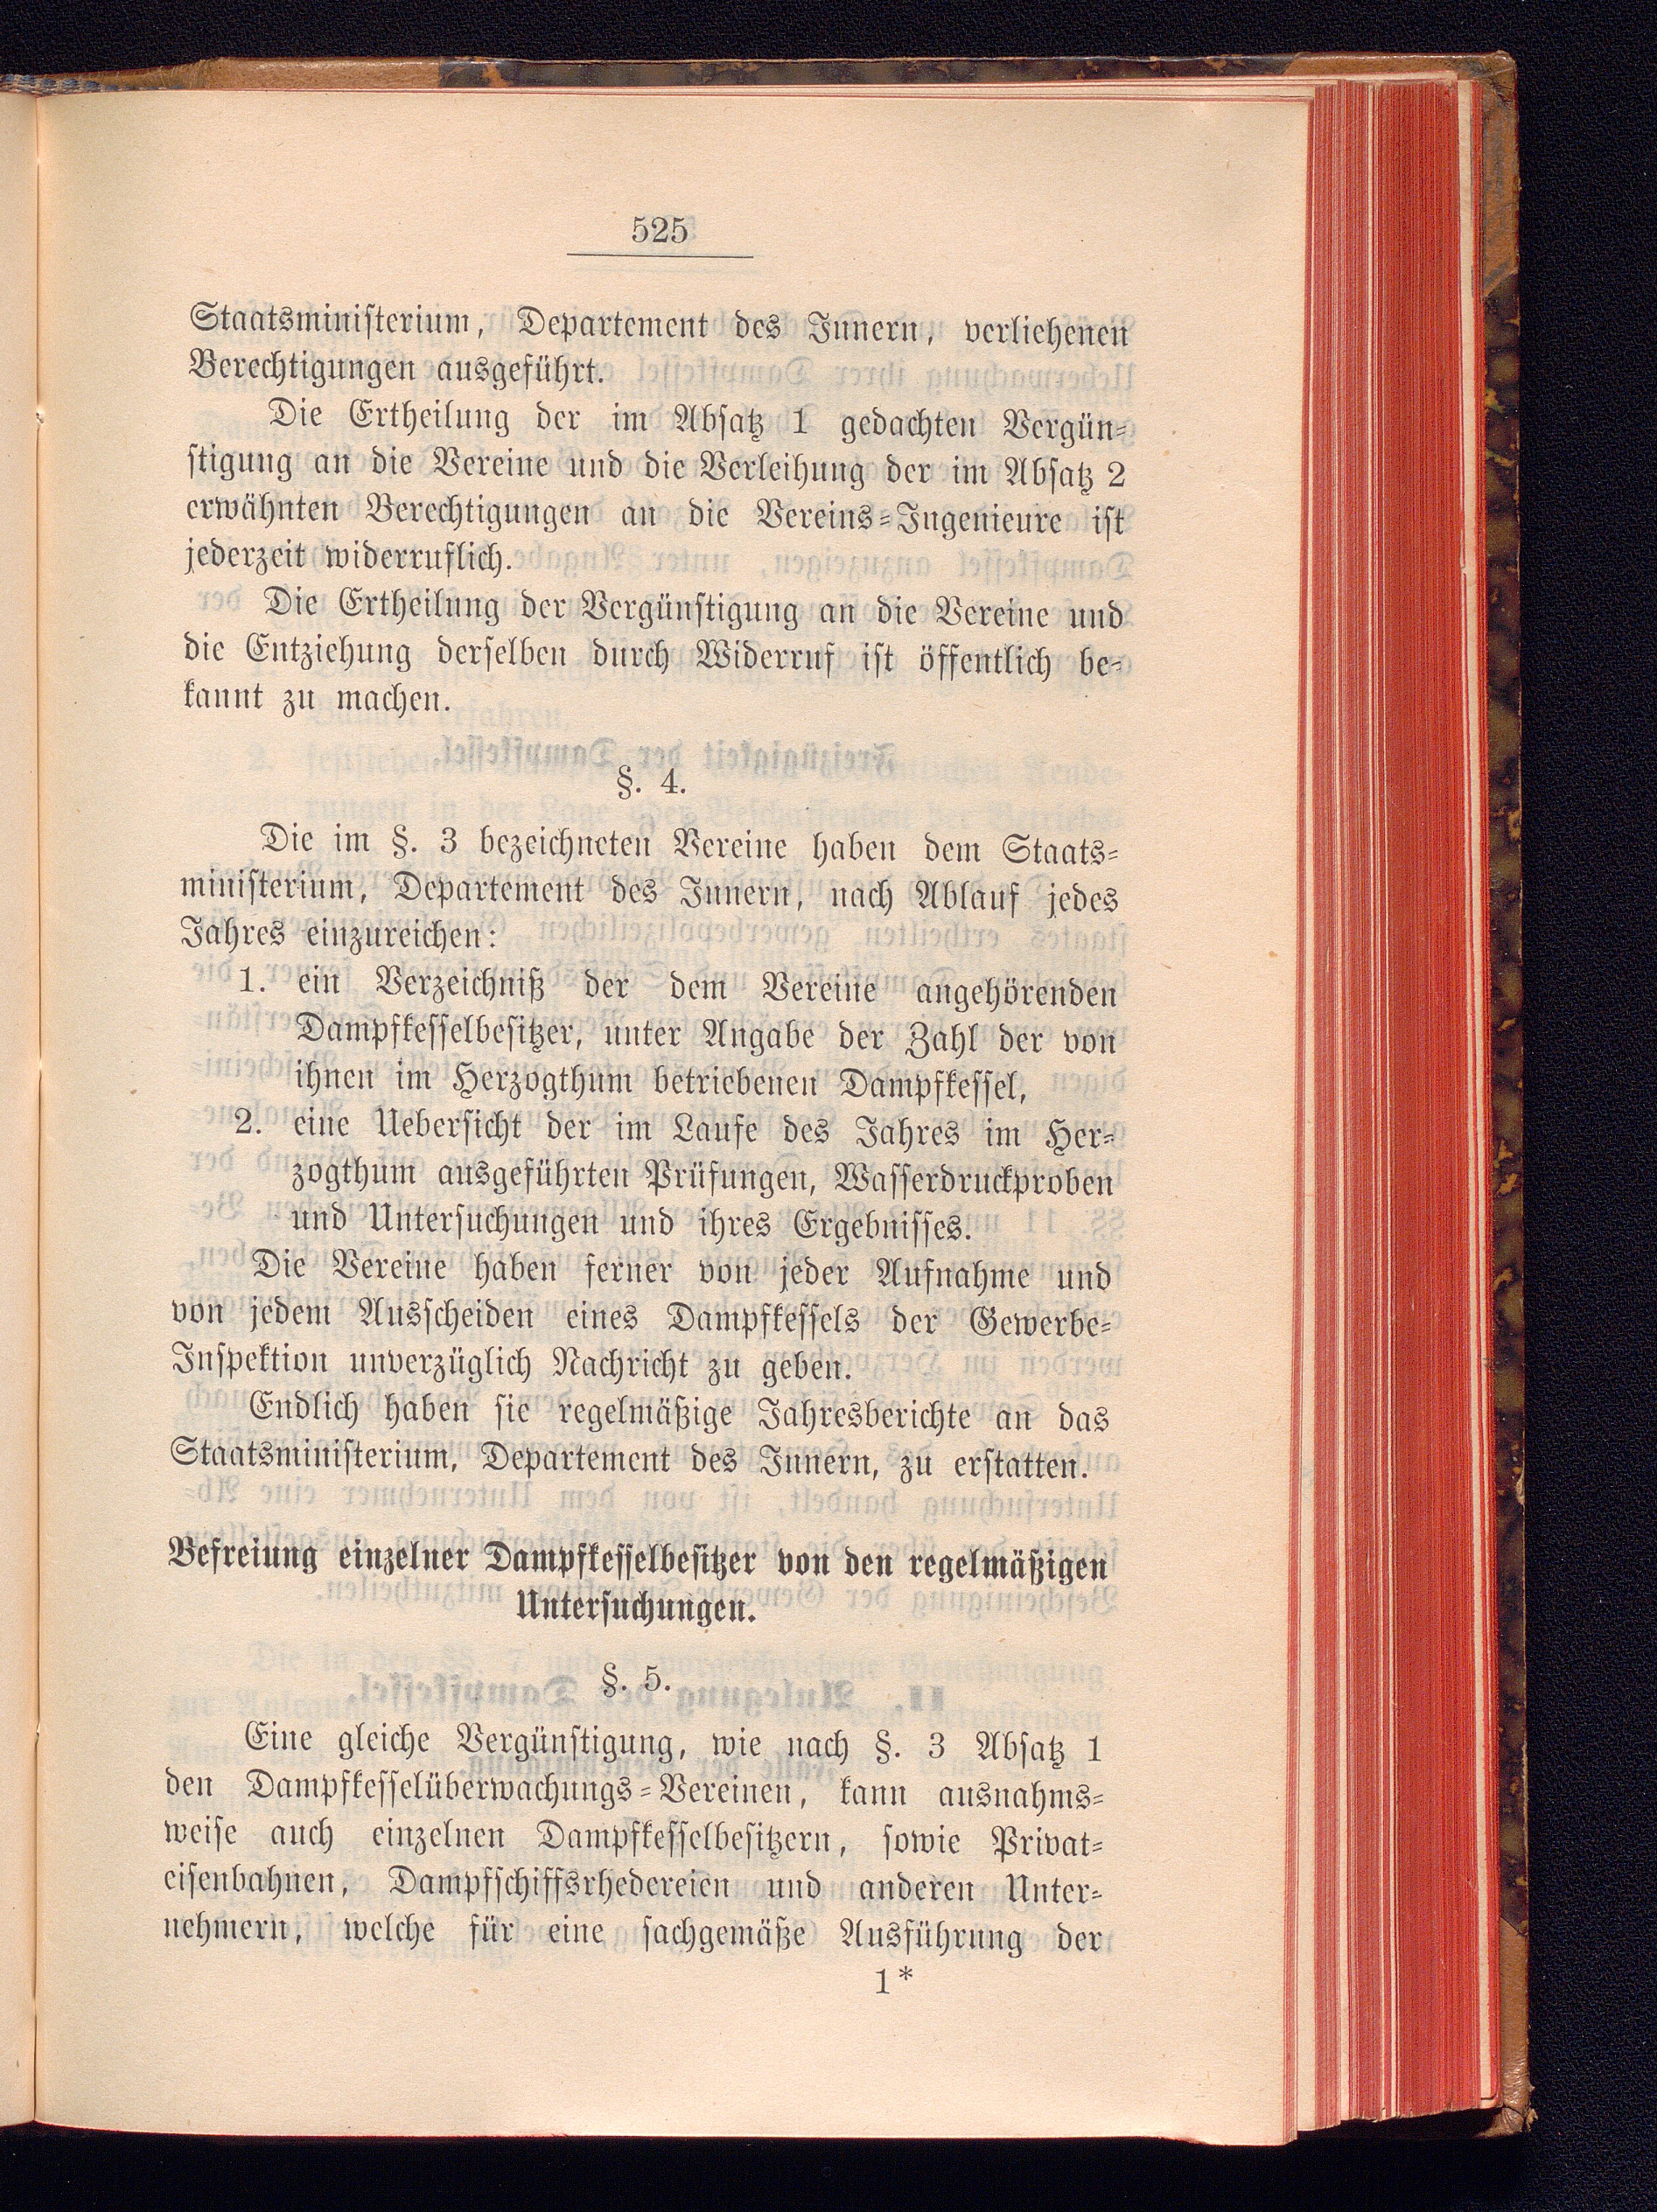 525
Staatsministerium, Departement des Innern, verliehenen
Berechtigungen ausgeführt.
Die Ertheilung der im Absatz 1 gedachten Vergün-
stigung an die Vereine und die Verleihung der im Absatz 2
erwähnten Berechtigungen an die Vereins-Ingenieure ist
jederzeit widerruflich.
Die Ertheilung der Vergünstigung an die Vereine und
die Entziehung derselben durch Widerruf ist öffentlich be-
kannt zu machen.
§. 4.
Die im §. 3 bezeichneten Vereine haben dem Staats-
ministerium, Departement des Innern, nach Ablauf jedes
Jahres einzureichen:
1. ein Verzeichniß der dem Vereine angehörenden
Dampfkesselbesitzer, unter Angabe der Zahl der von
ihnen im Herzogthum betriebenen Dampfkessel,
2. eine Uebersicht der im Laufe des Jahres im Her-
zogthum ausgeführten Prüfungen, Wasserdruckproben
und Untersuchungen und ihres Ergebnisses.
Die Vereine haben ferner von jeder Aufnahme und
von jedem Ausscheiden eines Dampfkessels der Gewerbe-
Inspektion unverzüglich Nachricht zu geben.
Endlich haben sie regelmäßige Jahresberichte an das
Staatsministerium, Departement des Innern, zu erstatten.
Befreiung einzelner Dampfkesselbesitzer von den regelmäßigen
Untersuchungen.
§. 5.
Eine gleiche Vergünstigung, wie nach §. 3 Absatz 1
den Dampfkesselüberwachungs-Vereinen, kann ausnahms-
weise auch einzelnen Dampfkesselbesitzern, sowie Privat-
eisenbahnen, Dampfschiffsrhedereien und anderen Unter-
nehmern, welche für eine sachgemäße Ausführung der
1*